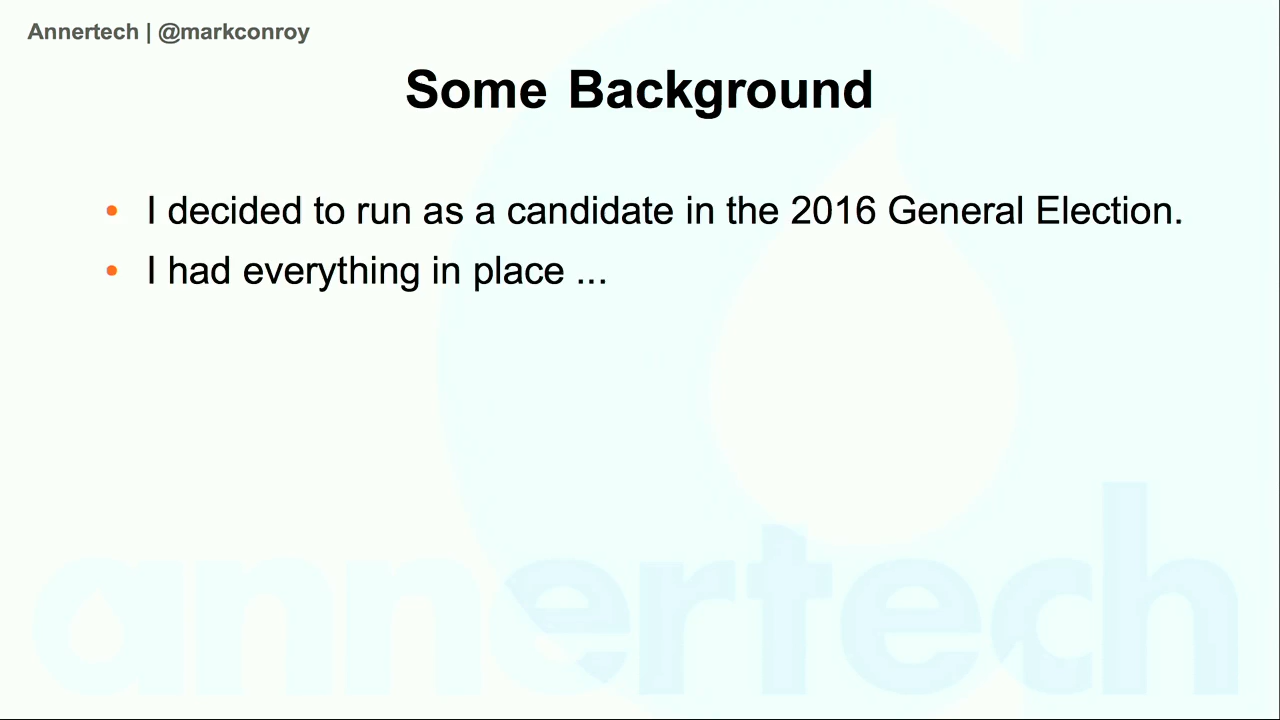 Annertech | @markconroy
Some Background
• I decided to run as a candidate in the 2016 General Election.
• I had everything in place ...
annertech